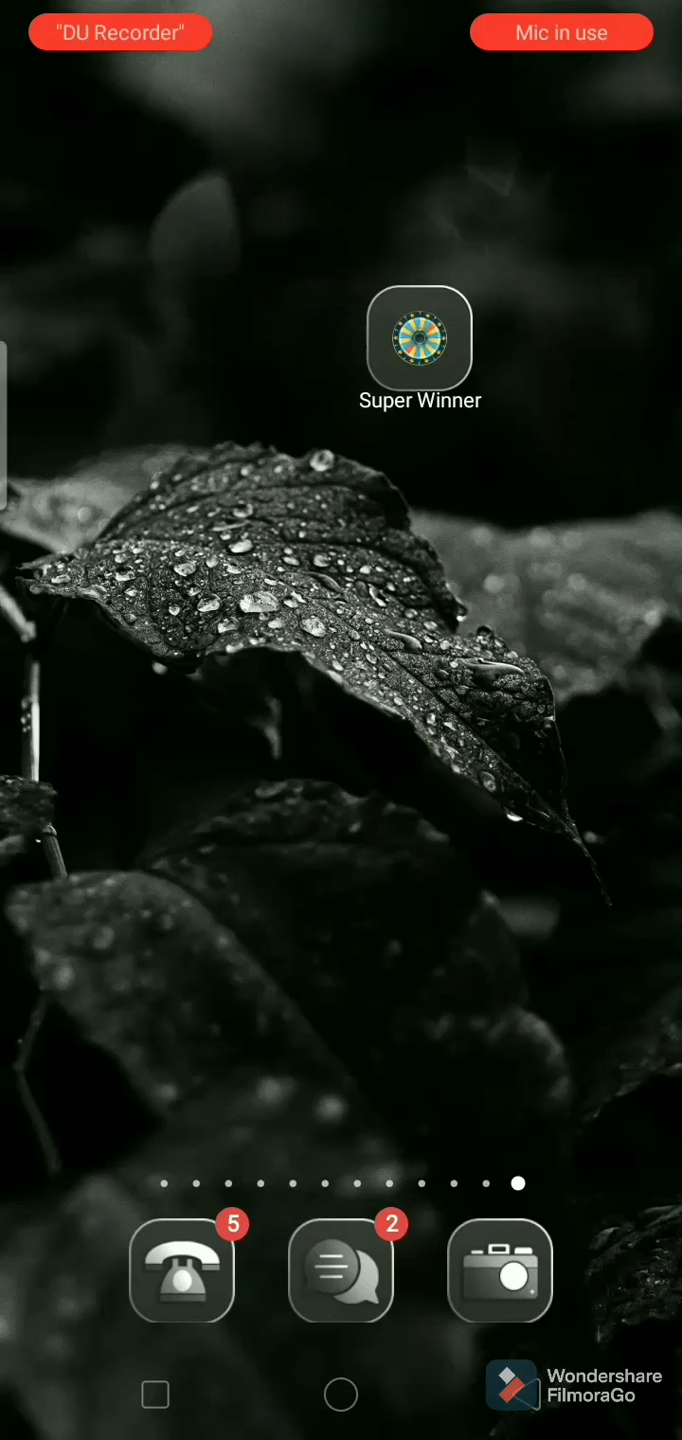 "DU Recorder"
Mic in use
Super Winner
5
2
Wondershare
FilmoraGo